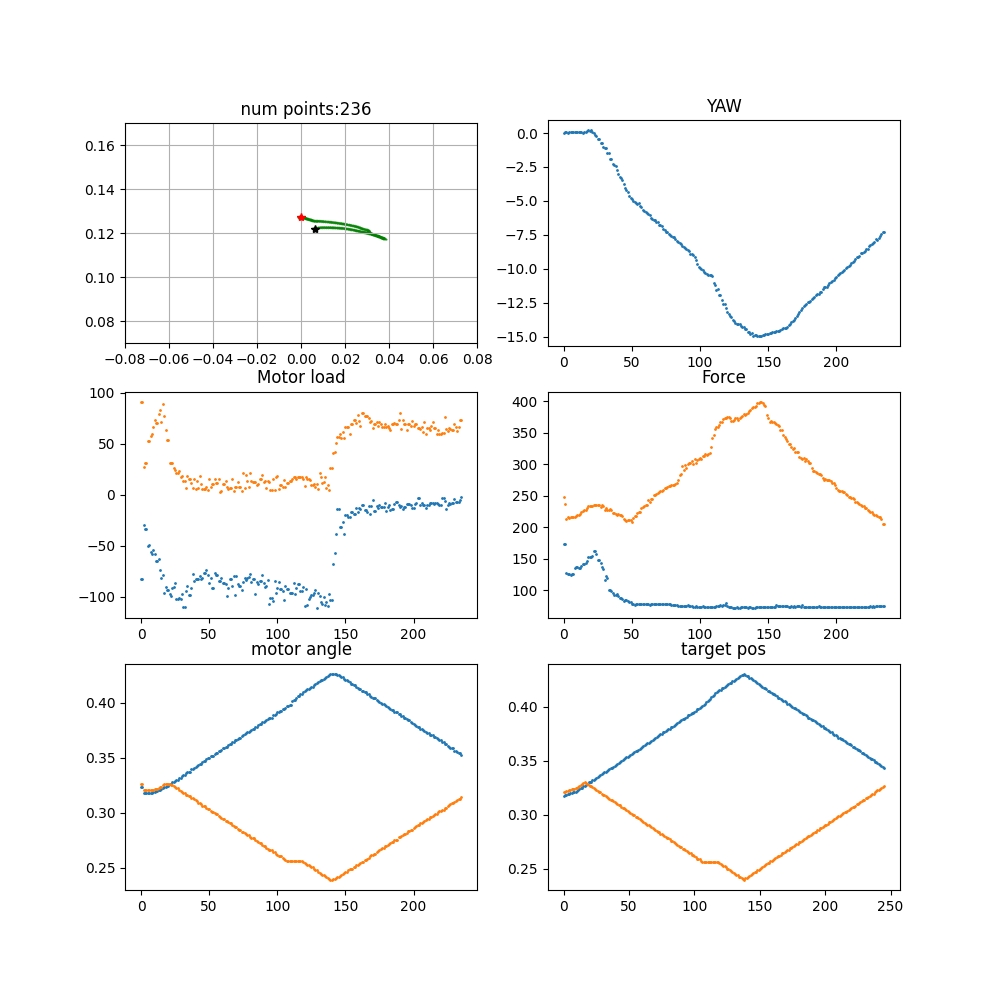 num points:236
0.16
0.14
0.12
0.10
0.08
−0.08 −0.06 −0.04 −0.02 0.00 0.02 0.04 0.06 0.08
YAW
0.0
−2.5
−5.0
−7.5
−10.0
−12.5
−15.0
0 50 100 150 200
Motor load
100
50
0
−50
−100
0 50 100 150 200
Force
400
350
300
250
200
150
100
0 50 100 150 200
motor angle
0.40
0.35
0.30
0.25
0 50 100 150 200
target pos
0.40
0.35
0.30
0.25
0 50 100 150 200 250